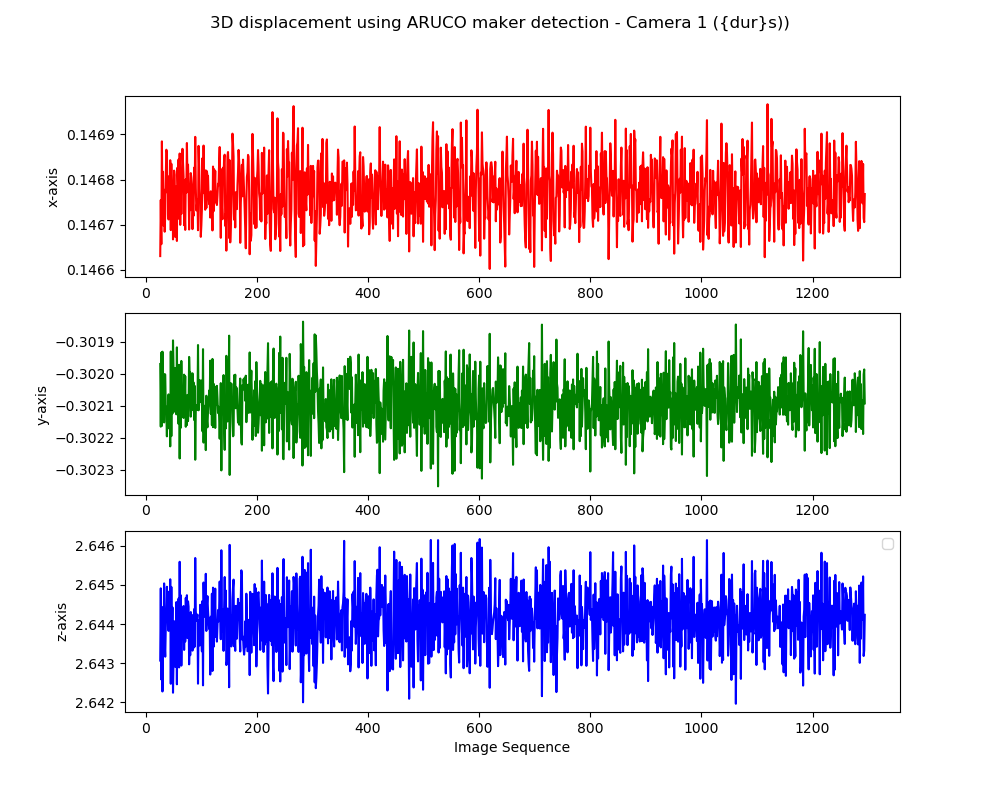 3D displacement using ARUCO maker detection - Camera 1 ({dur}s))
0.1469
0.1468
0.1467
0.1466
x-axis
0 200 400 600 800 1000 1200
−0.3019
−0.3020
−0.3021
−0.3022
−0.3023
y-axis
0 200 400 600 800 1000 1200
2.646
2.645
2.644
2.643
2.642
z-axis
0 200 400 600 800 1000 1200
Image Sequence